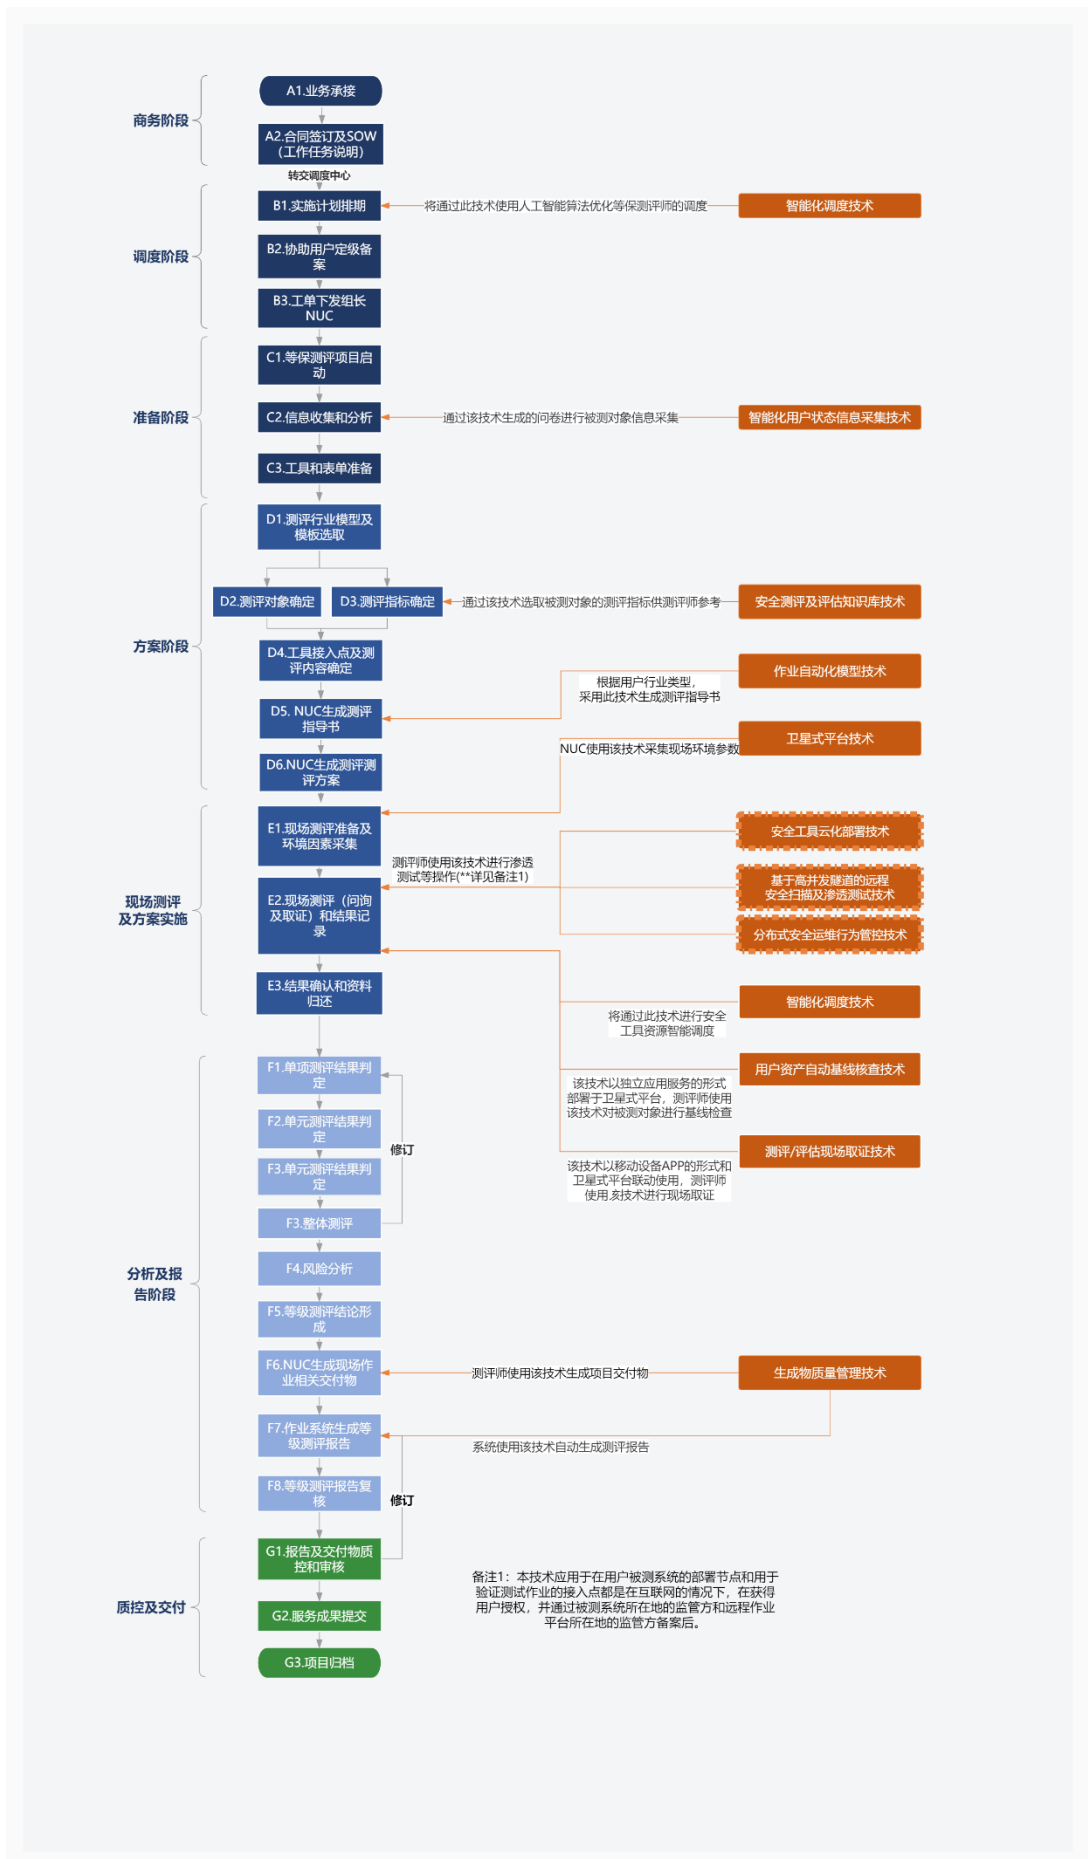 商务阶段
A1.业务承接
A2.合同签订及SOW
（工作任务说明）
转交调度中心
调度阶段
B1.实施计划排期
将通过此技术使用人工智能算法优化等保测评师的调度
智能化调度技术
B2.协助用户定级备
案
B3.工单下发组长
NUC
准备阶段
C1.等保测评项目启
动
C2.信息收集和分析
通过该技术生成的问卷进行被测对象信息采集
智能化用户状态信息采集技术
C3.工具和表单准备
方案阶段
D1.测评行业模型及
模板选取
D2.测评对象确定
D3.测评指标确定
通过该技术选取被测对象的测评指标供测评师参考
安全测评及评估知识库技术
D4.工具接入点及测
评内容确定
作业自动化模型技术
根据用户行业类型，
采用此技术生成测评指导书
D5. NUC生成测评
指导书
卫星式平台技术
NUC使用该技术采集现场环境参数
D6.NUC生成测评测
评方案
现场测评
及方案实施
E1.现场测评准备及
环境因素采集
安全工具云化部署技术
测评师使用该技术进行渗透
测试等操作(**详见备注1)
基于高并发隧道的远程
安全扫描及渗透测试技术
E2.现场测评（问询
及取证）和结果记
录
分布式安全运维行为管控技术
E3.结果确认和资料
归还
智能化调度技术
将通过此技术进行安全
工具资源智能调度
用户资产自动基线核查技术
该技术以独立应用服务的形式
部署于卫星式平台，测评师使用
该技术对被测对象进行基线检查
测评/评估现场取证技术
该技术以移动设备APP的形式和
卫星式平台联动使用，测评师
使用该技术进行现场取证
分析及报
告阶段
F1.单项测评结果判
定
F2.单元测评结果判
定
修订
F3.单元测评结果判
定
F3.整体测评
F4.风险分析
F5.等级测评结论形
成
F6.NUC生成现场作
业相关交付物
测评师使用该技术生成项目交付物
生成物质量管理技术
F7.作业系统生成等
级测评报告
系统使用该技术自动生成测评报告
F8.等级测评报告复
核
修订
质控及交付
G1.报告及交付物质
控和审核
G2.服务成果提交
G3.项目归档
备注1：本技术应用于在用户被测系统的部署节点和用于
验证测试作业的接入点都是在互联网的情况下，在获得
用户授权，并通过被测系统所在地的监管方和远程作业
平台所在地的监管方备案后。